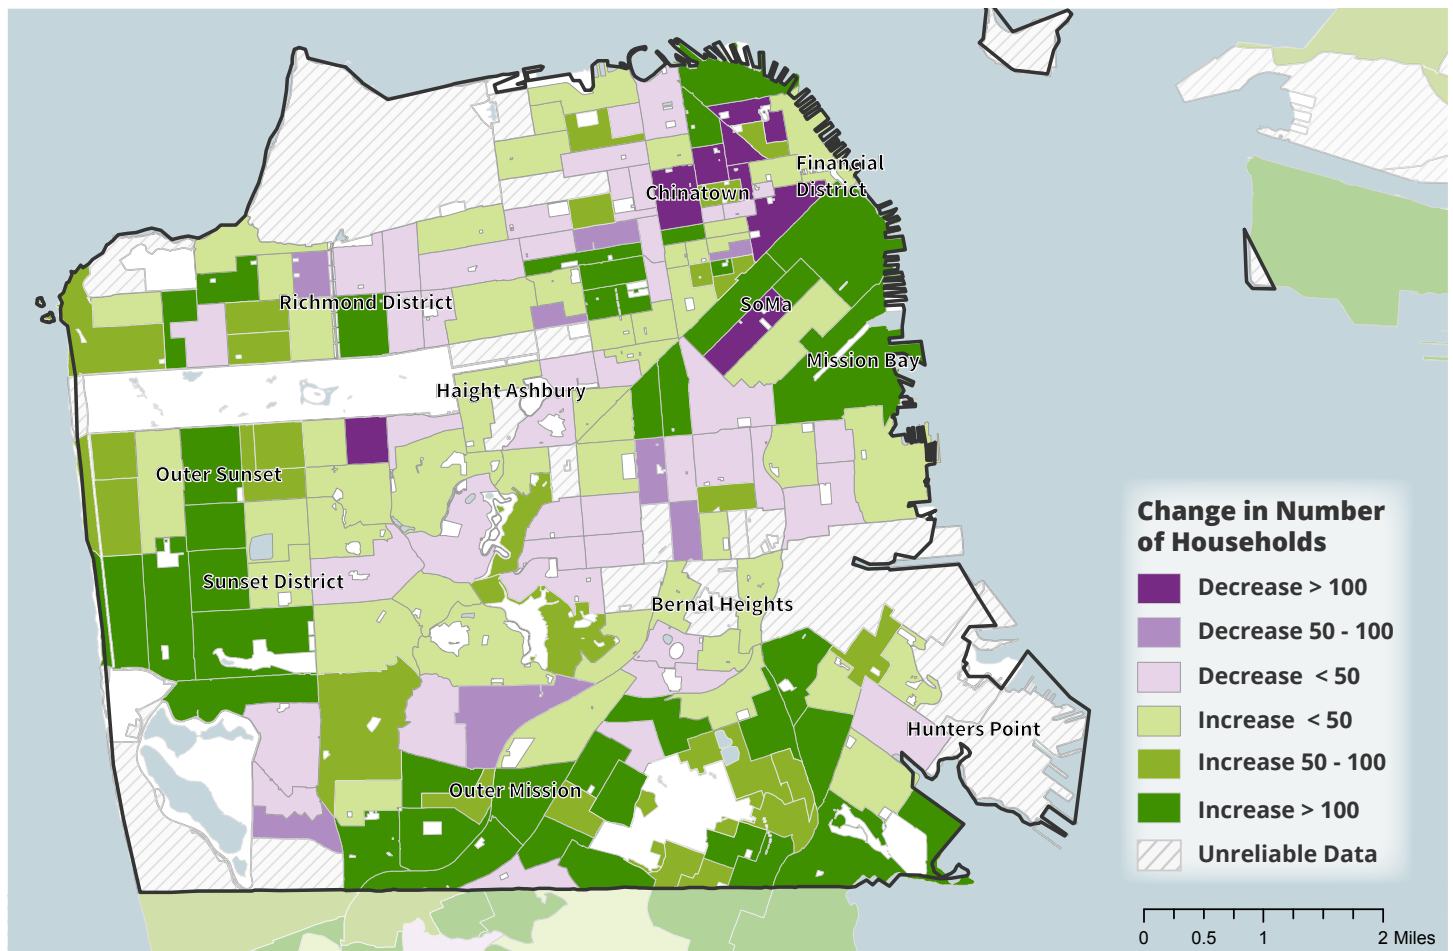 Financial
District
Chinatown
Richmond District
SoMa
Mission Bay
Haight Ashbury
Outer Sunset
Sunset District
Bernal Heights
Hunters Point
Outer Mission
Change in Number
of Households
Decrease > 100
Decrease 50 - 100
Decrease < 50
Increase < 50
Increase 50 - 100
Increase > 100
Unreliable Data
0 0.5 1 2 Miles